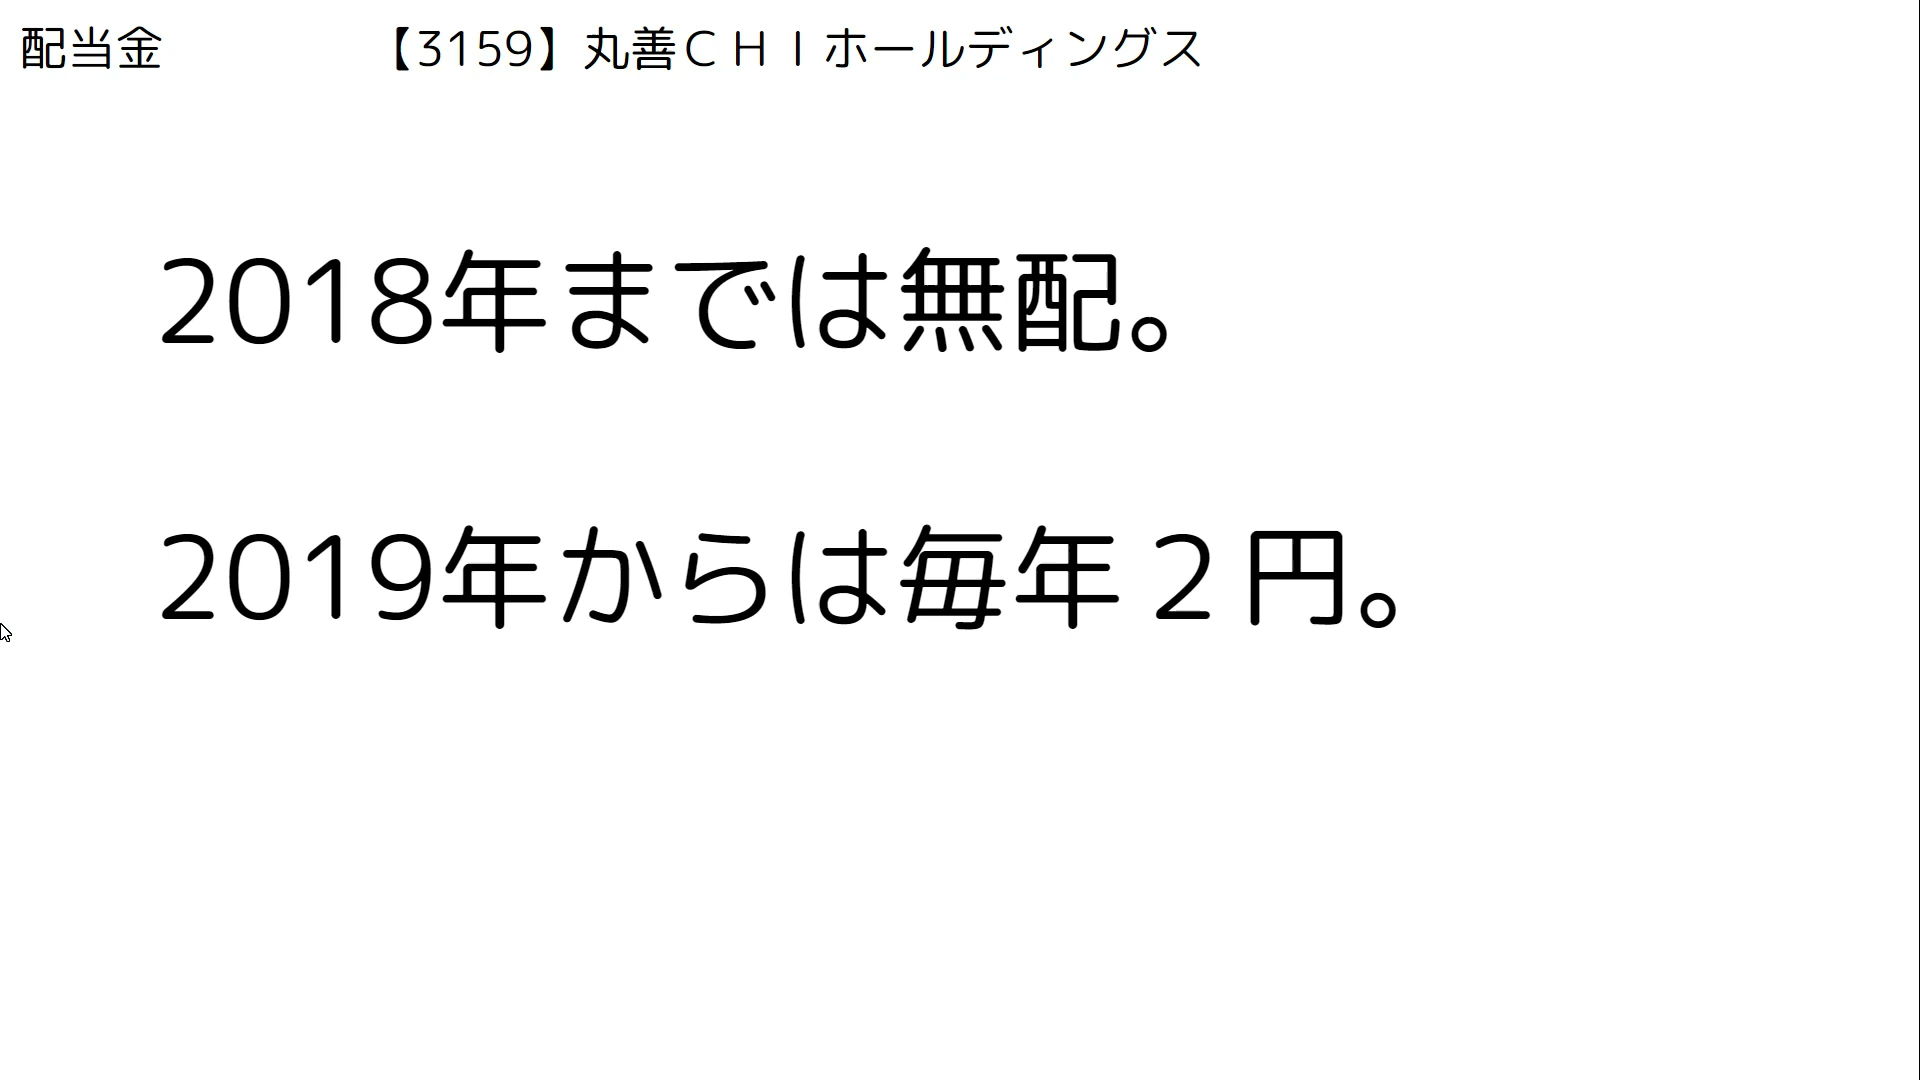 配当金　【3159】丸善ＣＨＩホールディングス
2018年までは無配。
2019年からは毎年２円。